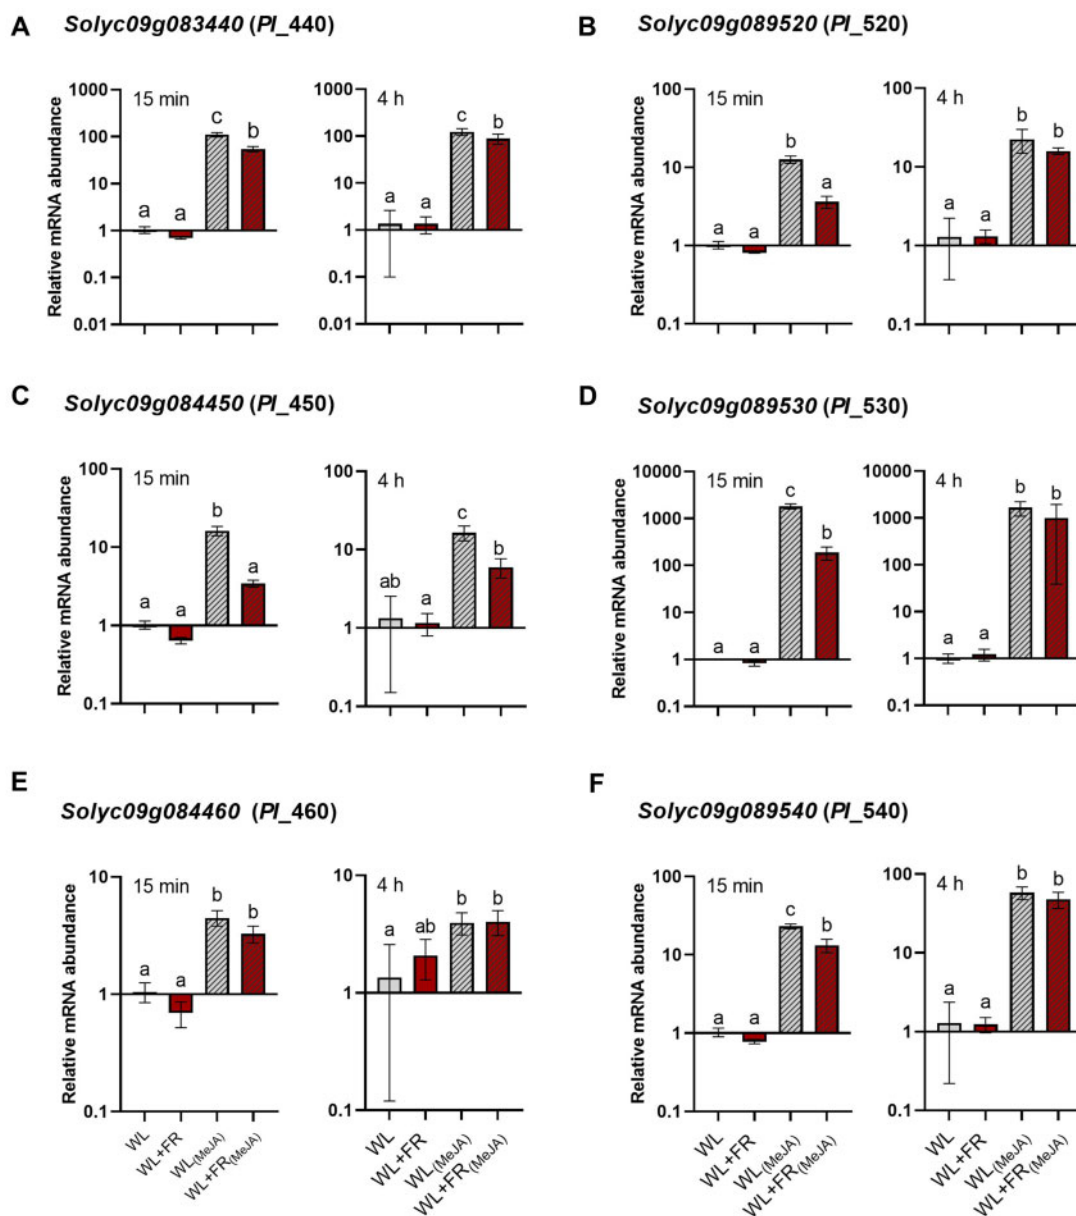 A Solyc09g083440 (PI_440)
Relative mRNA abundance
1000
100
10
1
0.1
0.01
15 min
a a c b
1000
100
10
1
0.1
0.01
4 h
a a c b
B Solyc09g089520 (PI_520)
Relative mRNA abundance
100
10
1
0.1
15 min
a a b a
100
10
1
0.1
4 h
a a b b
C Solyc09g084450 (PI_450)
Relative mRNA abundance
100
10
1
0.1
15 min
a a b a
100
10
1
0.1
4 h
ab a c b
D Solyc09g089530 (PI_530)
Relative mRNA abundance
10000
1000
100
10
1
0.1
15 min
a a c b
10000
1000
100
10
1
0.1
4 h
a a b b
E Solyc09g084460 (PI_460)
Relative mRNA abundance
10
1
0.1
15 min
a a b b
WL WL+FR WL(MeJA) WL+FR(MeJA)
10
1
0.1
4 h
a ab b b
WL WL+FR WL(MeJA) WL+FR(MeJA)
F Solyc09g089540 (PI_540)
Relative mRNA abundance
100
10
1
0.1
15 min
a a c b
WL WL+FR WL(MeJA) WL+FR(MeJA)
100
10
1
0.1
4 h
a a b b
WL WL+FR WL(MeJA) WL+FR(MeJA)